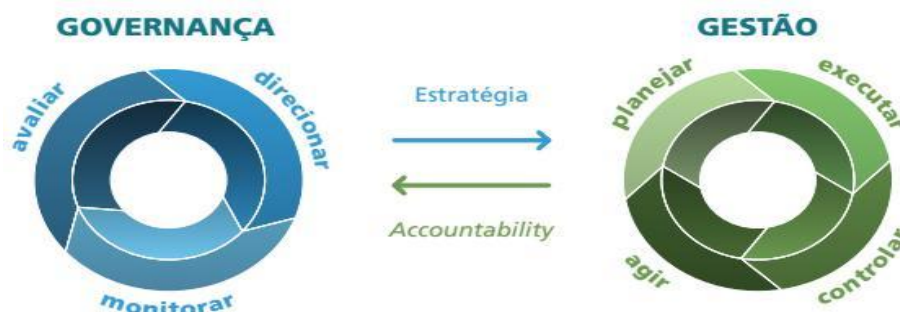 GOVERNANÇA
GESTÃO
avaliar
direcionar
monitorar
Estratégia
Accountability
planejar
executar
agir
controlar